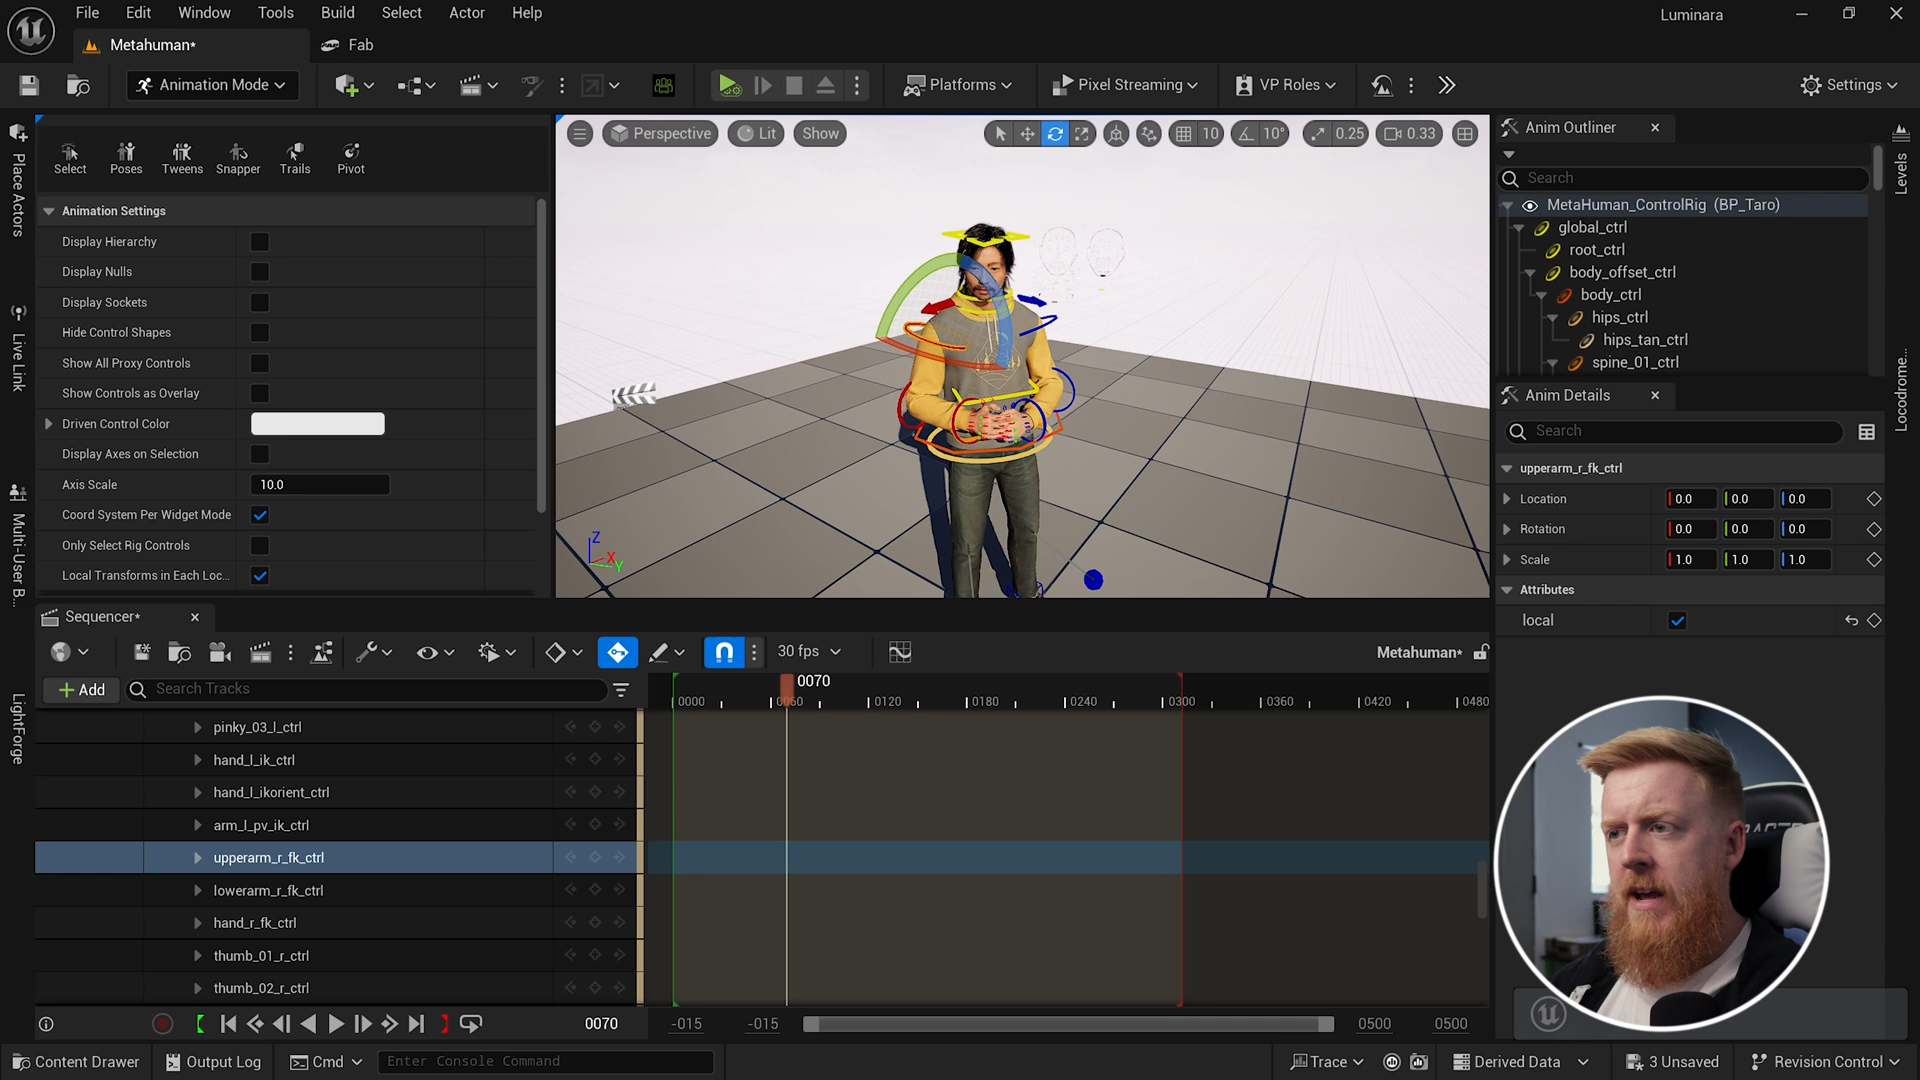 File Edit Window Tools Build Select Actor Help
Luminara
Metahuman*
Fab
Animation Mode
Platforms
Pixel Streaming
VP Roles
Settings
Place Actors
Live Link
Multi-User B...
LightForge
Select Poses Tweens Snapper Trails Pivot
Animation Settings
Display Hierarchy
Display Nulls
Display Sockets
Hide Control Shapes
Show All Proxy Controls
Show Controls as Overlay
Driven Control Color
Display Axes on Selection
Axis Scale 10.0
Coord System Per Widget Mode
Only Select Rig Controls
Local Transforms in Each Loc...
Perspective Lit Show 10 10° 0.25 0.33
Z
X
Y
Anim Outliner
Search
MetaHuman_ControlRig (BP_Taro)
global_ctrl
root_ctrl
body_offset_ctrl
body_ctrl
hips_ctrl
hips_tan_ctrl
spine_01_ctrl
Levels
Locodrome...
Anim Details
Search
upperarm_r_fk_ctrl
Location 0.0 0.0 0.0
Rotation 0.0 0.0 0.0
Scale 1.0 1.0 1.0
Attributes
local
Sequencer*
30 fps
Metahuman*
Add
Search Tracks
0070
0000 0060 0120 0180 0240 0300 0360 0420 0480
pinky_03_l_ctrl
hand_l_ik_ctrl
hand_l_ikorient_ctrl
arm_l_pv_ik_ctrl
upperarm_r_fk_ctrl
lowerarm_r_fk_ctrl
hand_r_fk_ctrl
thumb_01_r_ctrl
thumb_02_r_ctrl
0070
-015 -015 0500 0500
Content Drawer
Output Log
Cmd
Enter Console Command
Trace
Derived Data
3 Unsaved
Revision Control